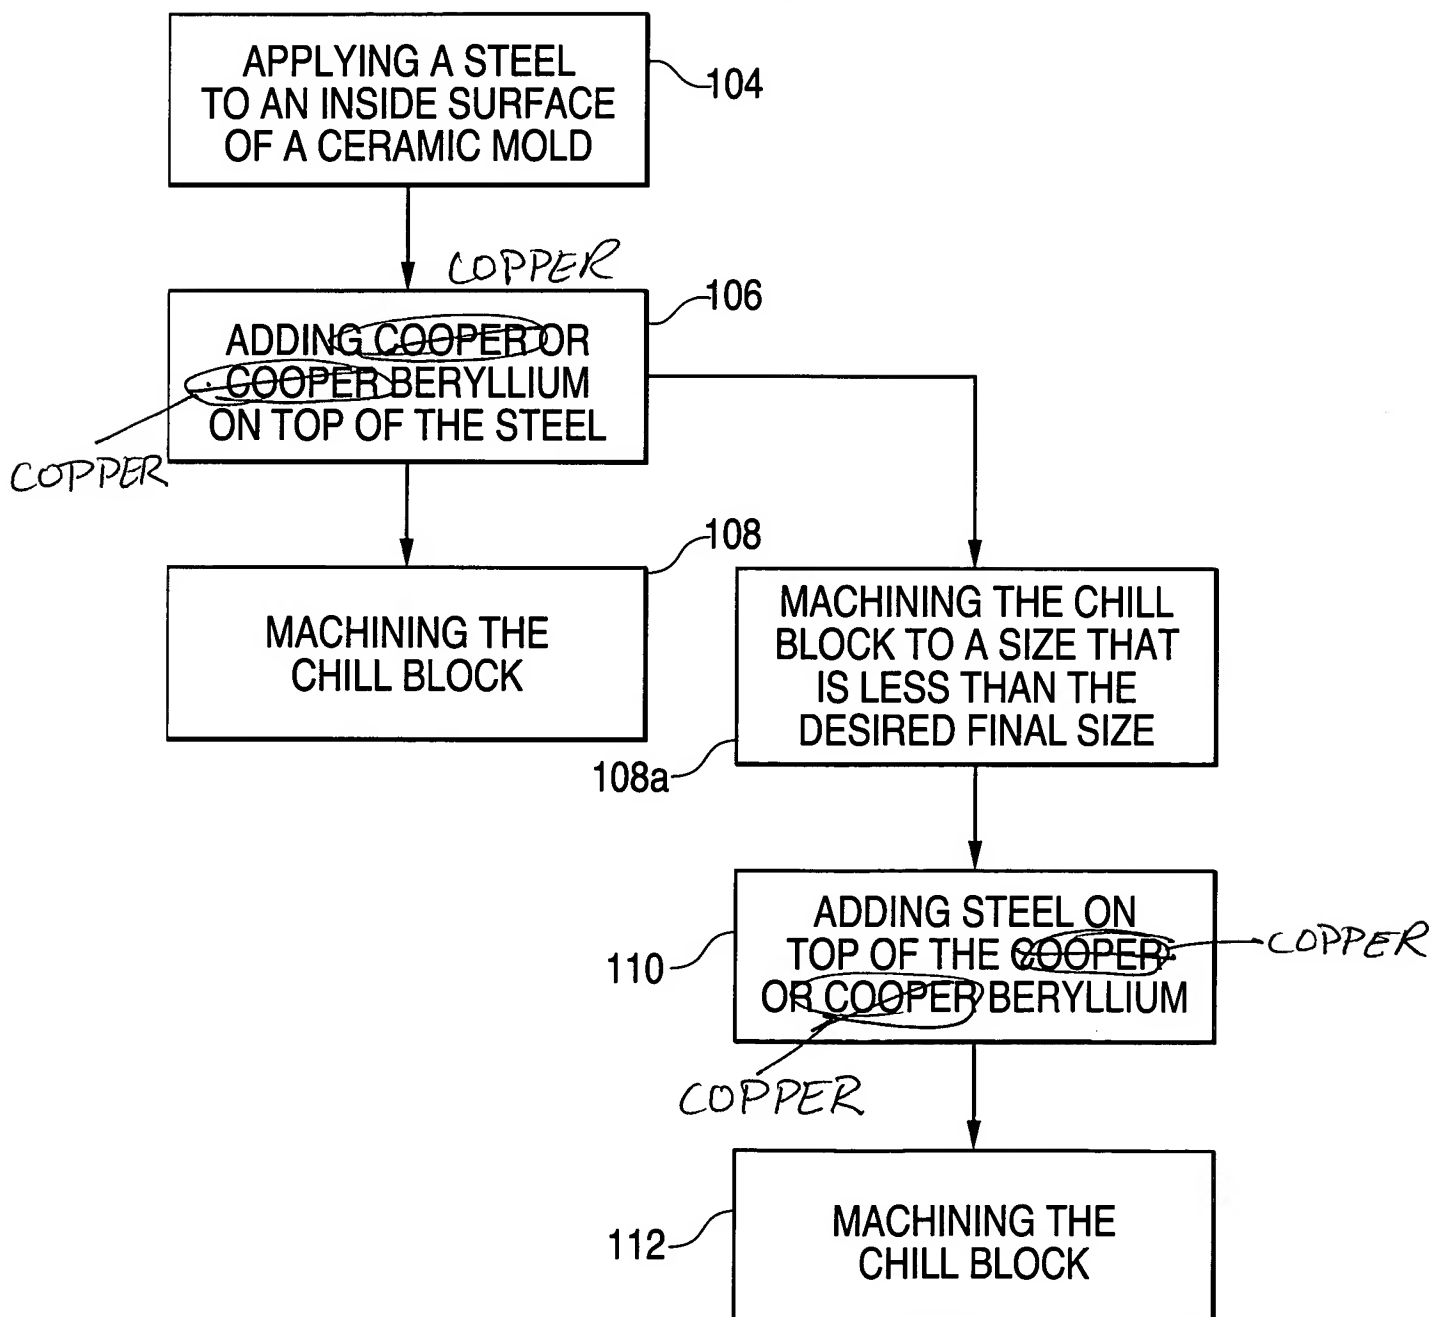 APPLYING A STEEL
TO AN INSIDE SURFACE
OF A CERAMIC MOLD
104
COPPER
106
ADDING COOPER OR
COOPER BERYLLIUM
ON TOP OF THE STEEL
COPPER
108
MACHINING THE
CHILL BLOCK
MACHINING THE CHILL
BLOCK TO A SIZE THAT
IS LESS THAN THE
DESIRED FINAL SIZE
108a
ADDING STEEL ON
TOP OF THE COOPER
OR COOPER BERYLLIUM
110
COPPER
COPPER
MACHINING THE
CHILL BLOCK
112